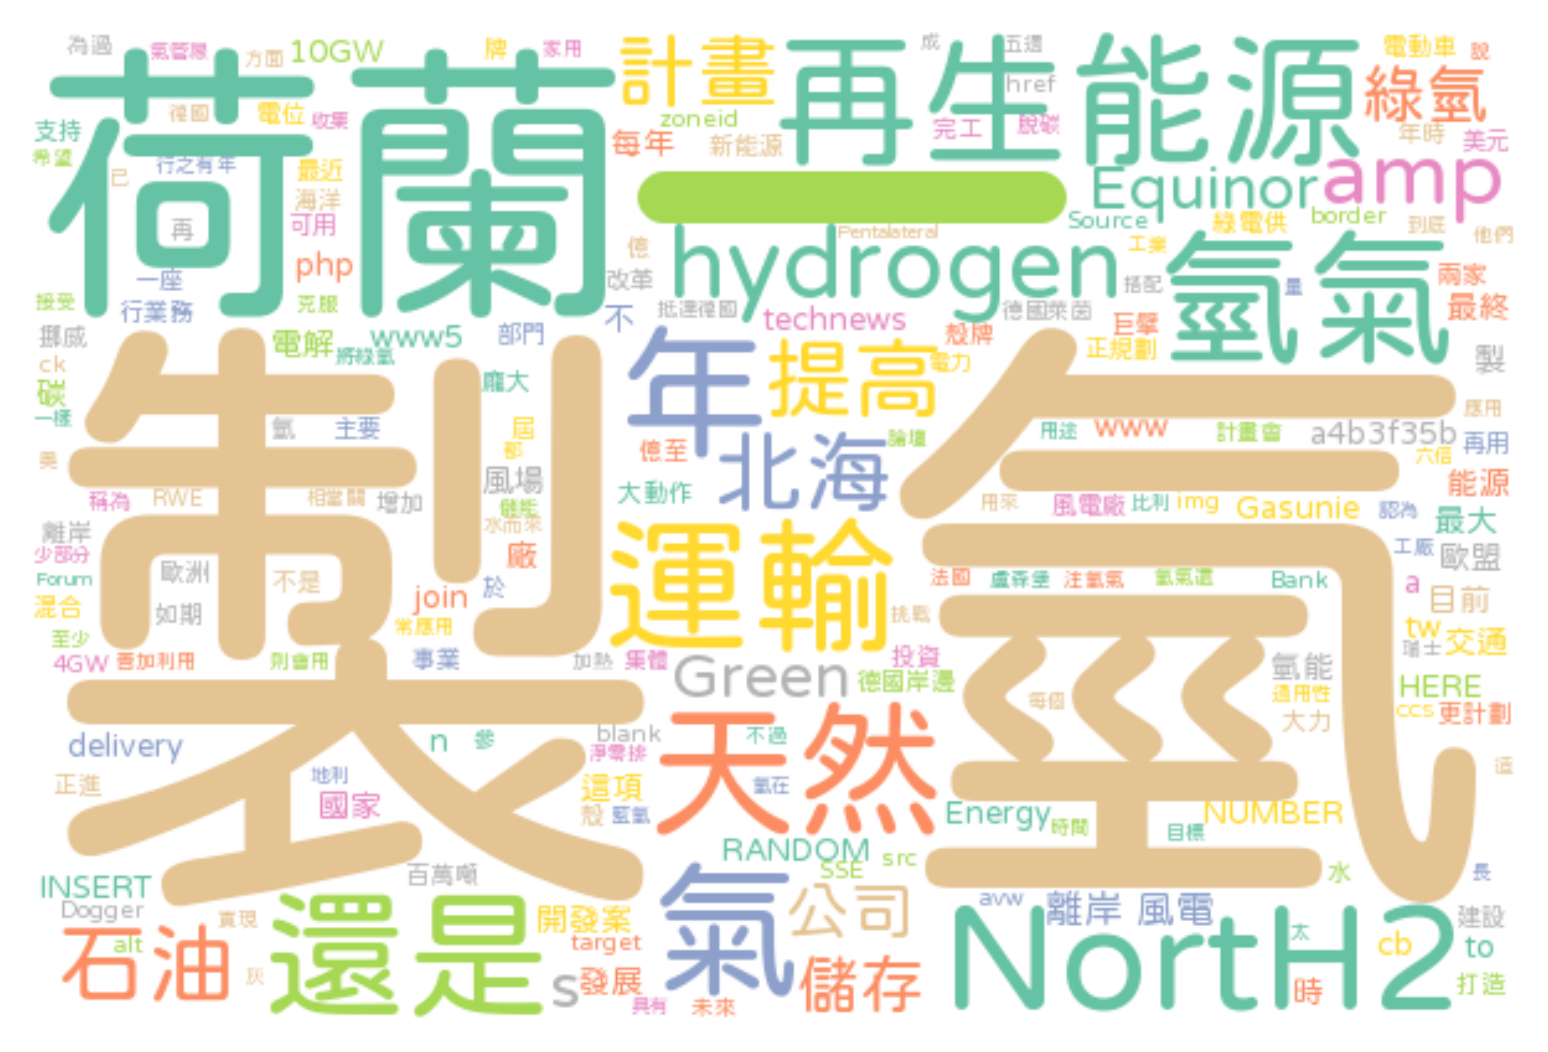 為過 氣管線 方面 10GW 牌 家用 計畫 再生能源 成 五週 電動車 說
荷蘭 href 綠氫
德國 電位 收集 zoneid 完工 脫碳
支持 每年 新能源 年時 美元
希望 行之有年 最近 amp
已 海洋 一 Equinor
再 可用 Source 綠電供 border 到底
hydrogen Pentalateral 億 工業 他們
一座 php 改革 搭配 氫氣 量 兩家
接受 行業務 克服 不 抵達德國 德國萊茵 最終
挪威 電解 www5 部門 technews 殼牌 巨擘
ck 將綠氫 年 提高 電力 正規劃 製
碳 龐大 應用
一樣 製氫
氫 主要 屆 北海 論壇 用途 www 計畫會 a4b3f35b 再用
奧 都 億至 六倍
風場 能源
稱為 RWE 相當關 增加 儲能 大動作 用來 風電廠 比利 img Gasunie 認為 最大
離岸 水而來
少部分 歐洲 廠 運輸 工廠 歐盟
Forum 不是 join 於 法國 盧森堡 注氫氣 氫氣還 Bank a 目前
混合 如期 常應用 挑戰 tw 交通
至少 瑞士
4GW 善加利用 則會用 事業 加熱 集體 Green 投資 氫能
德國岸邊 每個 適用性 HERE
大力 ccs 更計劃
delivery n 參 blank 天然 不過
淨零排
正進 地利 這項 氫在 造
國家 殼 藍氫 Energy 時間 目標 NUMBER
RANDOM
INSERT 百萬噸 SSE src 水 長
Dogger 實現 還是 開發案 氣 公司 avw 離岸 風電 NortH2 建設
石油 alt target 太 cb to
灰 s 發展 儲存 時 打造
具有 未來